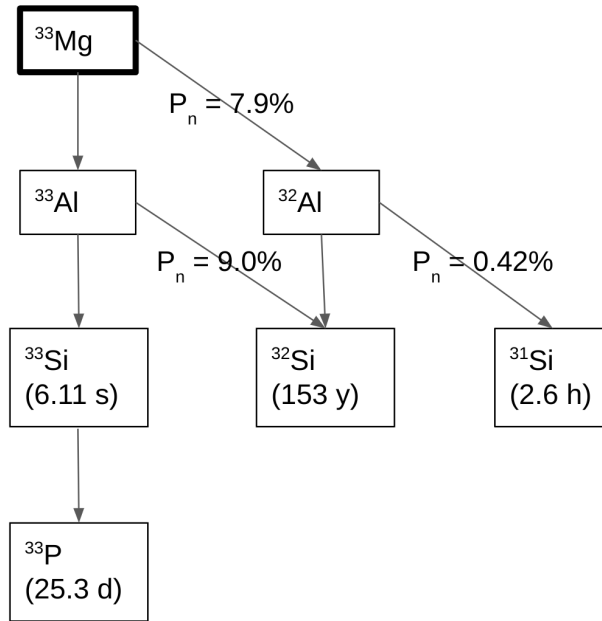 ³³Mg
Pₙ = 7.9%
³³Al
³²Al
Pₙ = 9.0%
Pₙ = 0.42%
³³Si
(6.11 s)
³²Si
(153 y)
³¹Si
(2.6 h)
³³P
(25.3 d)